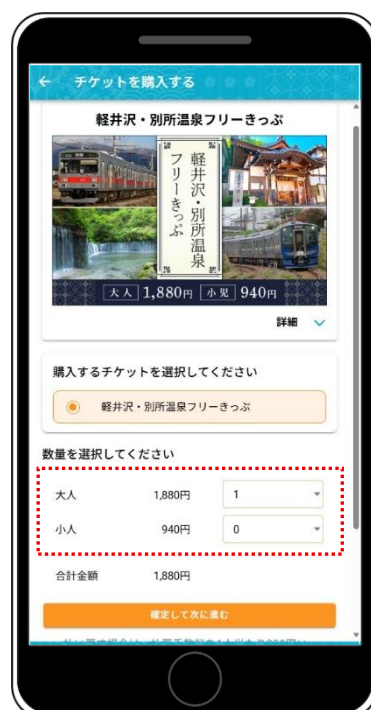 ← チケットを購入する
軽井沢・別所温泉フリーきっぷ
軽井沢・別所温泉
フリーきっぷ
大人 1,880円 小児 940円
詳細
購入するチケットを選択してください
軽井沢・別所温泉フリーきっぷ
数量を選択してください
大人 1,880円 1
小人 940円 0
合計金額 1,880円
確定して次に進む